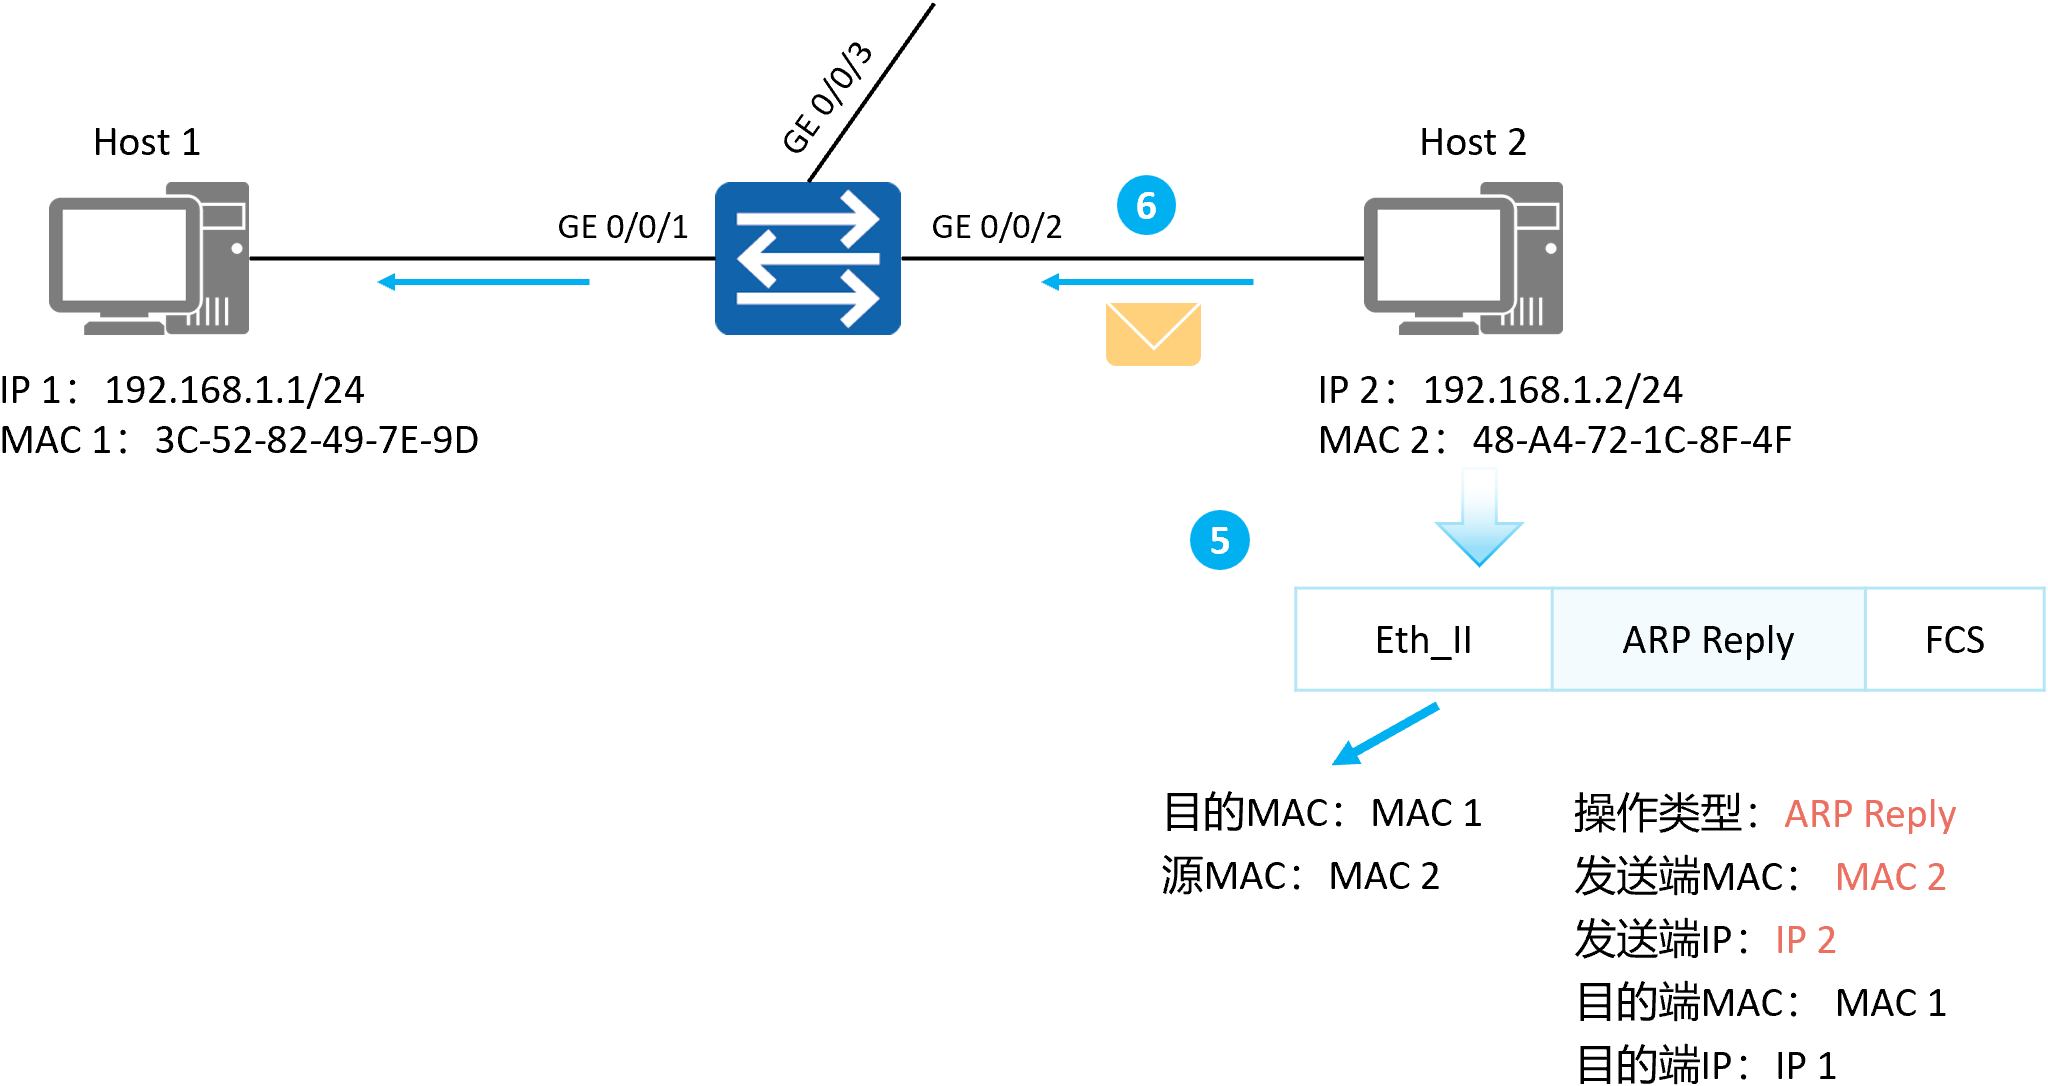 GE 0/0/3
Host 1
Host 2
GE 0/0/1
GE 0/0/2
6
IP 1：192.168.1.1/24
MAC 1：3C-52-82-49-7E-9D
IP 2：192.168.1.2/24
MAC 2：48-A4-72-1C-8F-4F
5
Eth_II
ARP Reply
FCS
目的MAC：MAC 1
源MAC：MAC 2
操作类型：ARP Reply
发送端MAC：MAC 2
发送端IP：IP 2
目的端MAC：MAC 1
目的端IP：IP 1